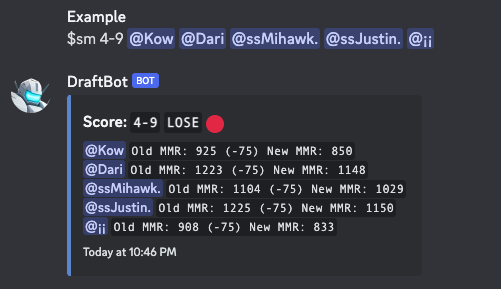 Example
$sm 4-9 @Kow @Dari @ssMihawk. @ssJustin. @¡¡
DraftBot BOT
Score: 4-9 LOSE
@Kow Old MMR: 925 (-75) New MMR: 850
@Dari Old MMR: 1223 (-75) New MMR: 1148
@ssMihawk. Old MMR: 1104 (-75) New MMR: 1029
@ssJustin. Old MMR: 1225 (-75) New MMR: 1150
@¡¡ Old MMR: 908 (-75) New MMR: 833
Today at 10:46 PM